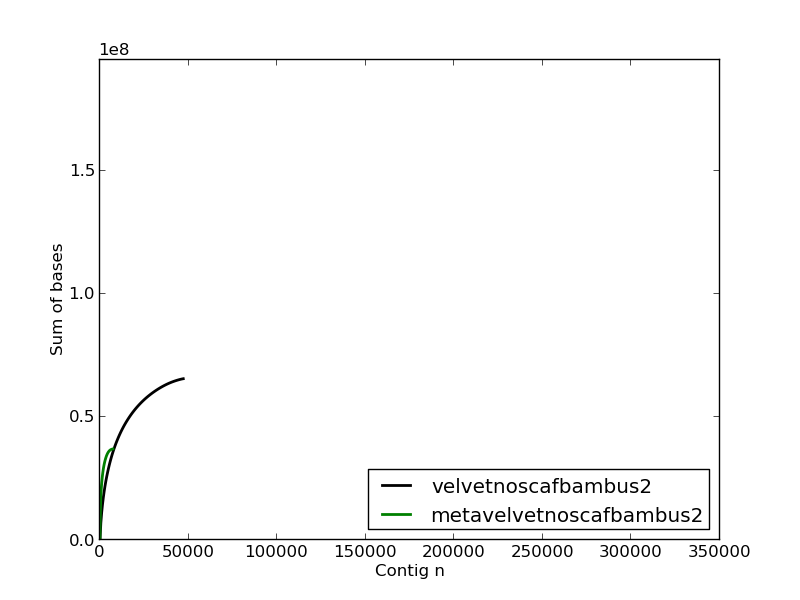 1e8
1.5
1.0
0.5
0.0
Sum of bases
velvetnoscafbambus2
metavelvetnoscafbambus2
0 50000 100000 150000 200000 250000 300000 350000
Contig n